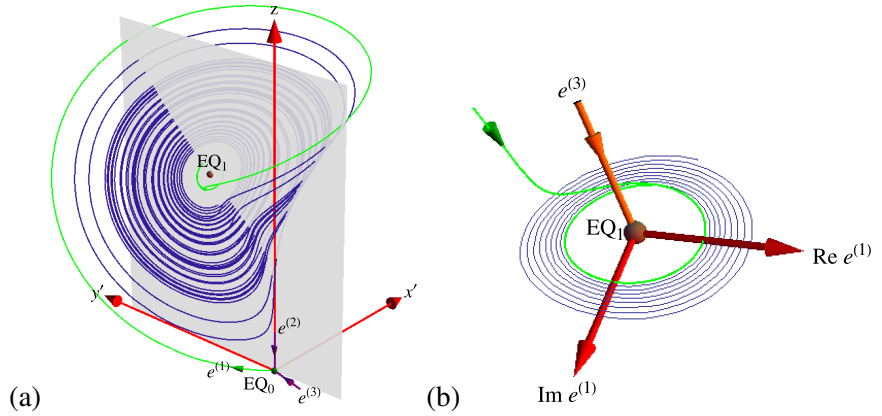 z
EQ₁
y′
x′
e⁽²⁾
e⁽¹⁾
EQ₀
e⁽³⁾
(a)
e⁽³⁾
EQ₁
Re e⁽¹⁾
Im e⁽¹⁾
(b)